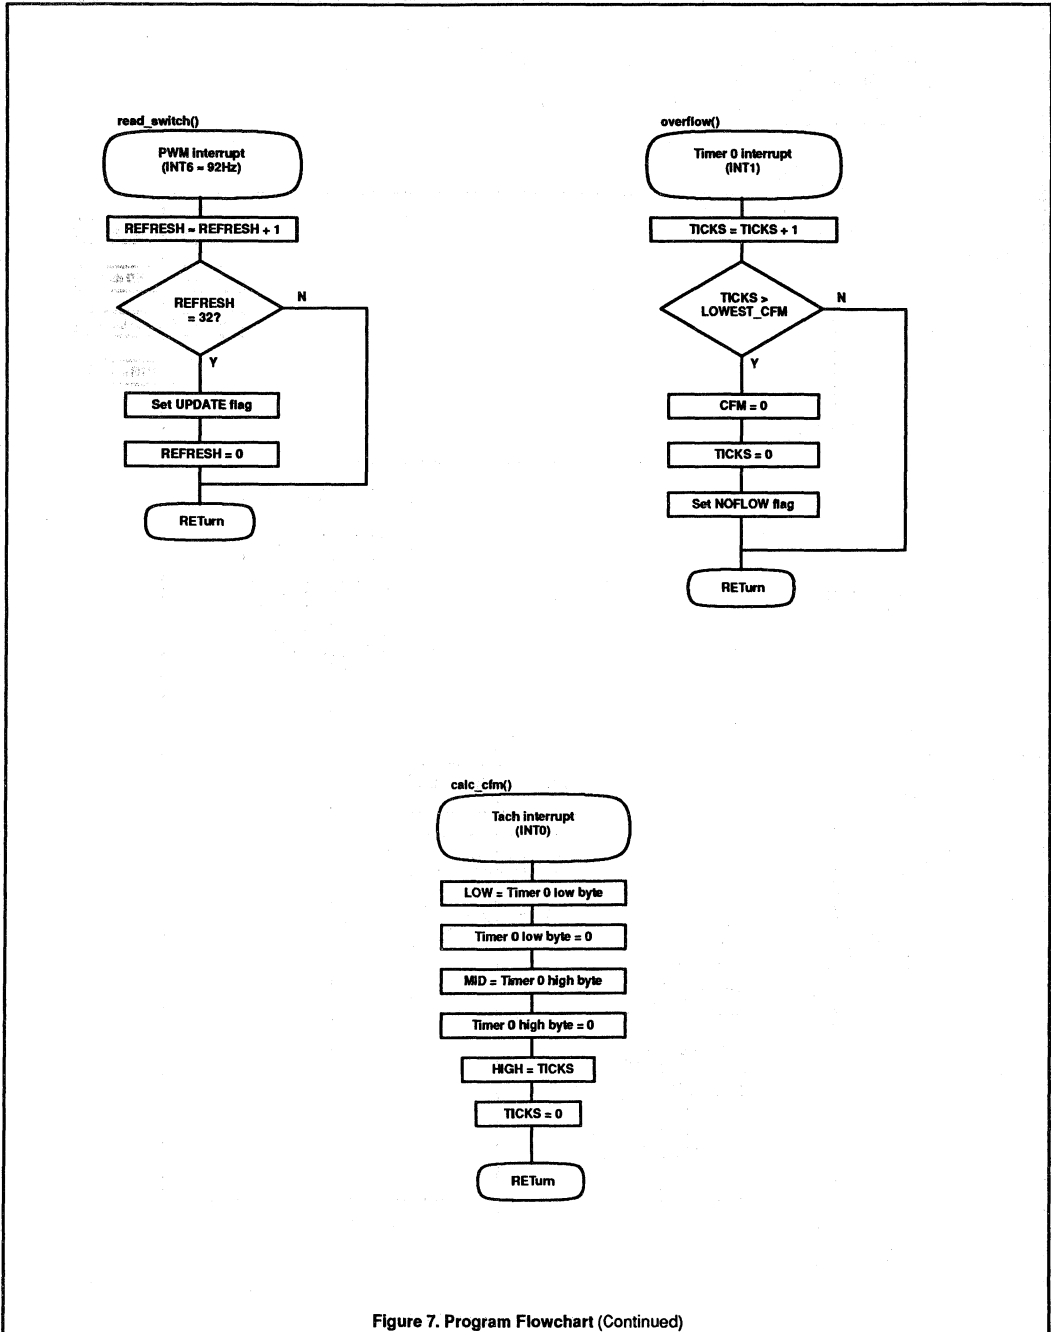 read_switch()
PWM interrupt
(INT6 ~ 92Hz)
REFRESH = REFRESH + 1
REFRESH
= 32?
N
Y
Set UPDATE flag
REFRESH = 0
RETurn
overflow()
Timer 0 interrupt
(INT1)
TICKS = TICKS + 1
TICKS >
LOWEST_CFM
N
Y
CFM = 0
TICKS = 0
Set NOFLOW flag
RETurn
calc_cfm()
Tach interrupt
(INT0)
LOW = Timer 0 low byte
Timer 0 low byte = 0
MID = Timer 0 high byte
Timer 0 high byte = 0
HIGH = TICKS
TICKS = 0
RETurn
Figure 7. Program Flowchart (Continued)